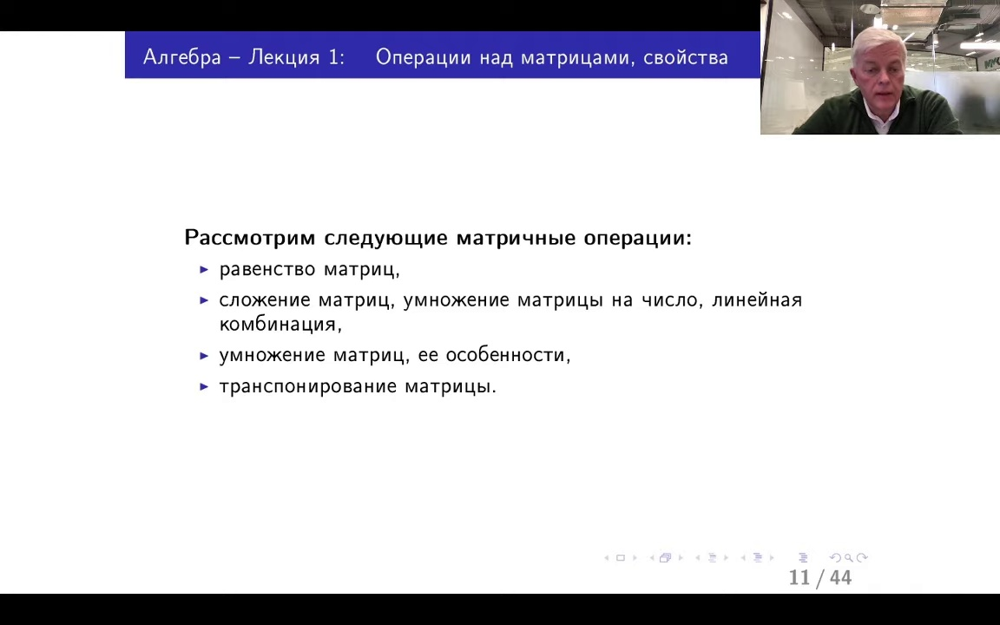 Алгебра – Лекция 1: Операции над матрицами, свойства
Рассмотрим следующие матричные операции:
равенство матриц,
сложение матриц, умножение матрицы на число, линейная
комбинация,
умножение матриц, ее особенности,
транспонирование матрицы.
11 / 44